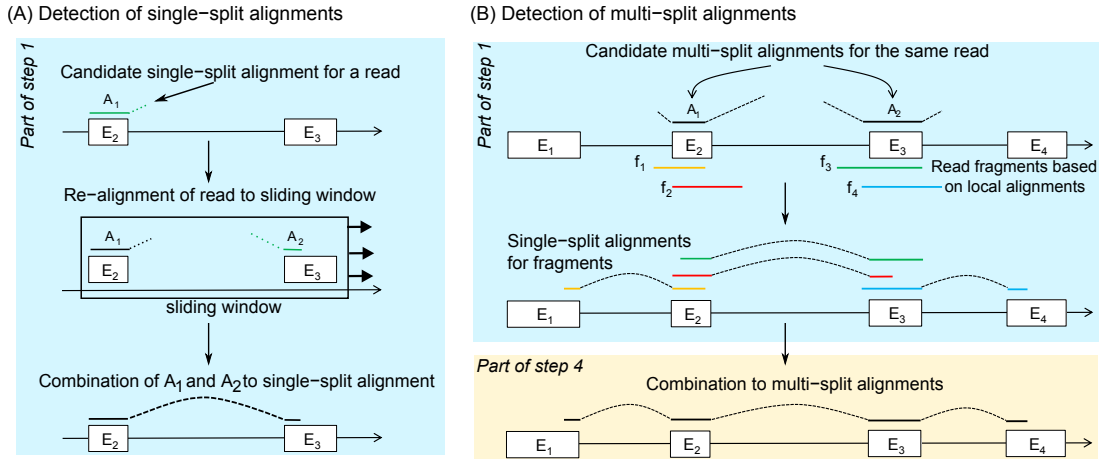 (A) Detection of single−split alignments
Part of step 1
Candidate single−split alignment for a read
A1
E2
E3
Re−alignment of read to sliding window
A1
A2
E2
E3
sliding window
Combination of A1 and A2 to single−split alignment
E2
E3
(B) Detection of multi−split alignments
Part of step 1
Candidate multi−split alignments for the same read
A1
A2
E1
E2
E3
E4
f1
f2
f3
f4
Read fragments based
on local alignments
Single−split alignments
for fragments
E1
E2
E3
E4
Part of step 4
Combination to multi−split alignments
E1
E2
E3
E4